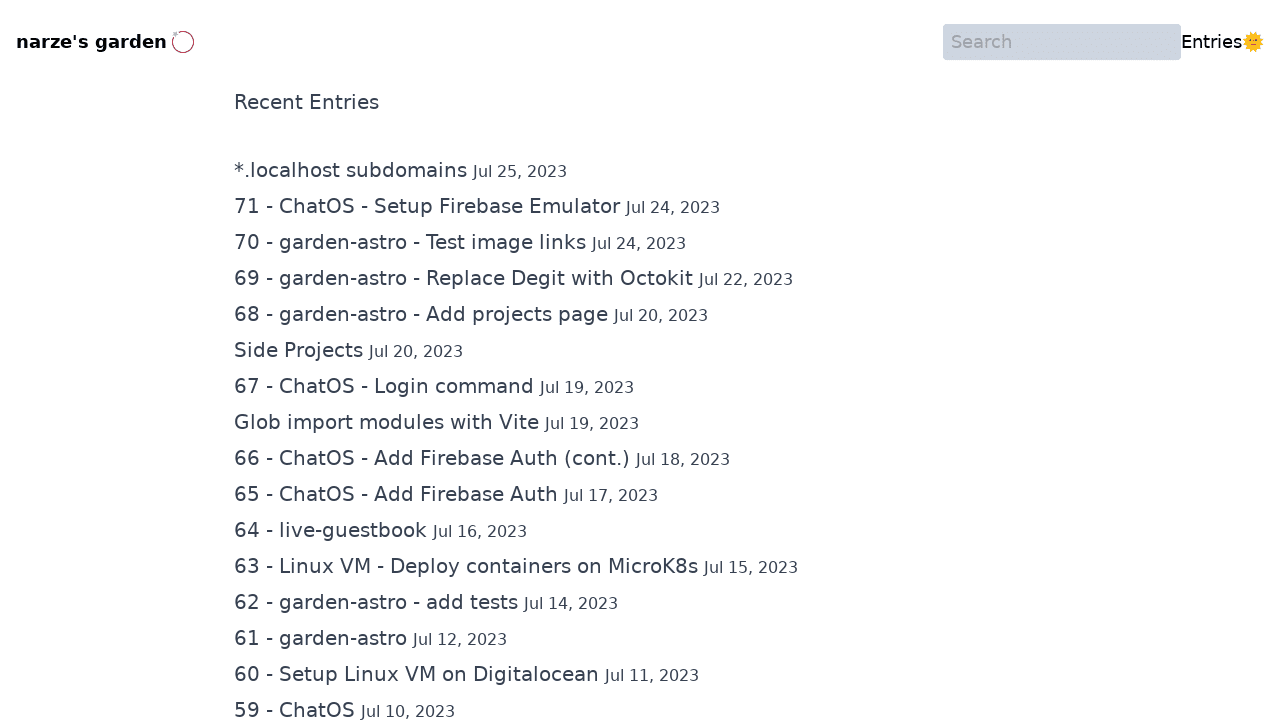 narze's garden
Search
Entries🌞
Recent Entries
*.localhost subdomains Jul 25, 2023
71 - ChatOS - Setup Firebase Emulator Jul 24, 2023
70 - garden-astro - Test image links Jul 24, 2023
69 - garden-astro - Replace Degit with Octokit Jul 22, 2023
68 - garden-astro - Add projects page Jul 20, 2023
Side Projects Jul 20, 2023
67 - ChatOS - Login command Jul 19, 2023
Glob import modules with Vite Jul 19, 2023
66 - ChatOS - Add Firebase Auth (cont.) Jul 18, 2023
65 - ChatOS - Add Firebase Auth Jul 17, 2023
64 - live-guestbook Jul 16, 2023
63 - Linux VM - Deploy containers on MicroK8s Jul 15, 2023
62 - garden-astro - add tests Jul 14, 2023
61 - garden-astro Jul 12, 2023
60 - Setup Linux VM on Digitalocean Jul 11, 2023
59 - ChatOS Jul 10, 2023